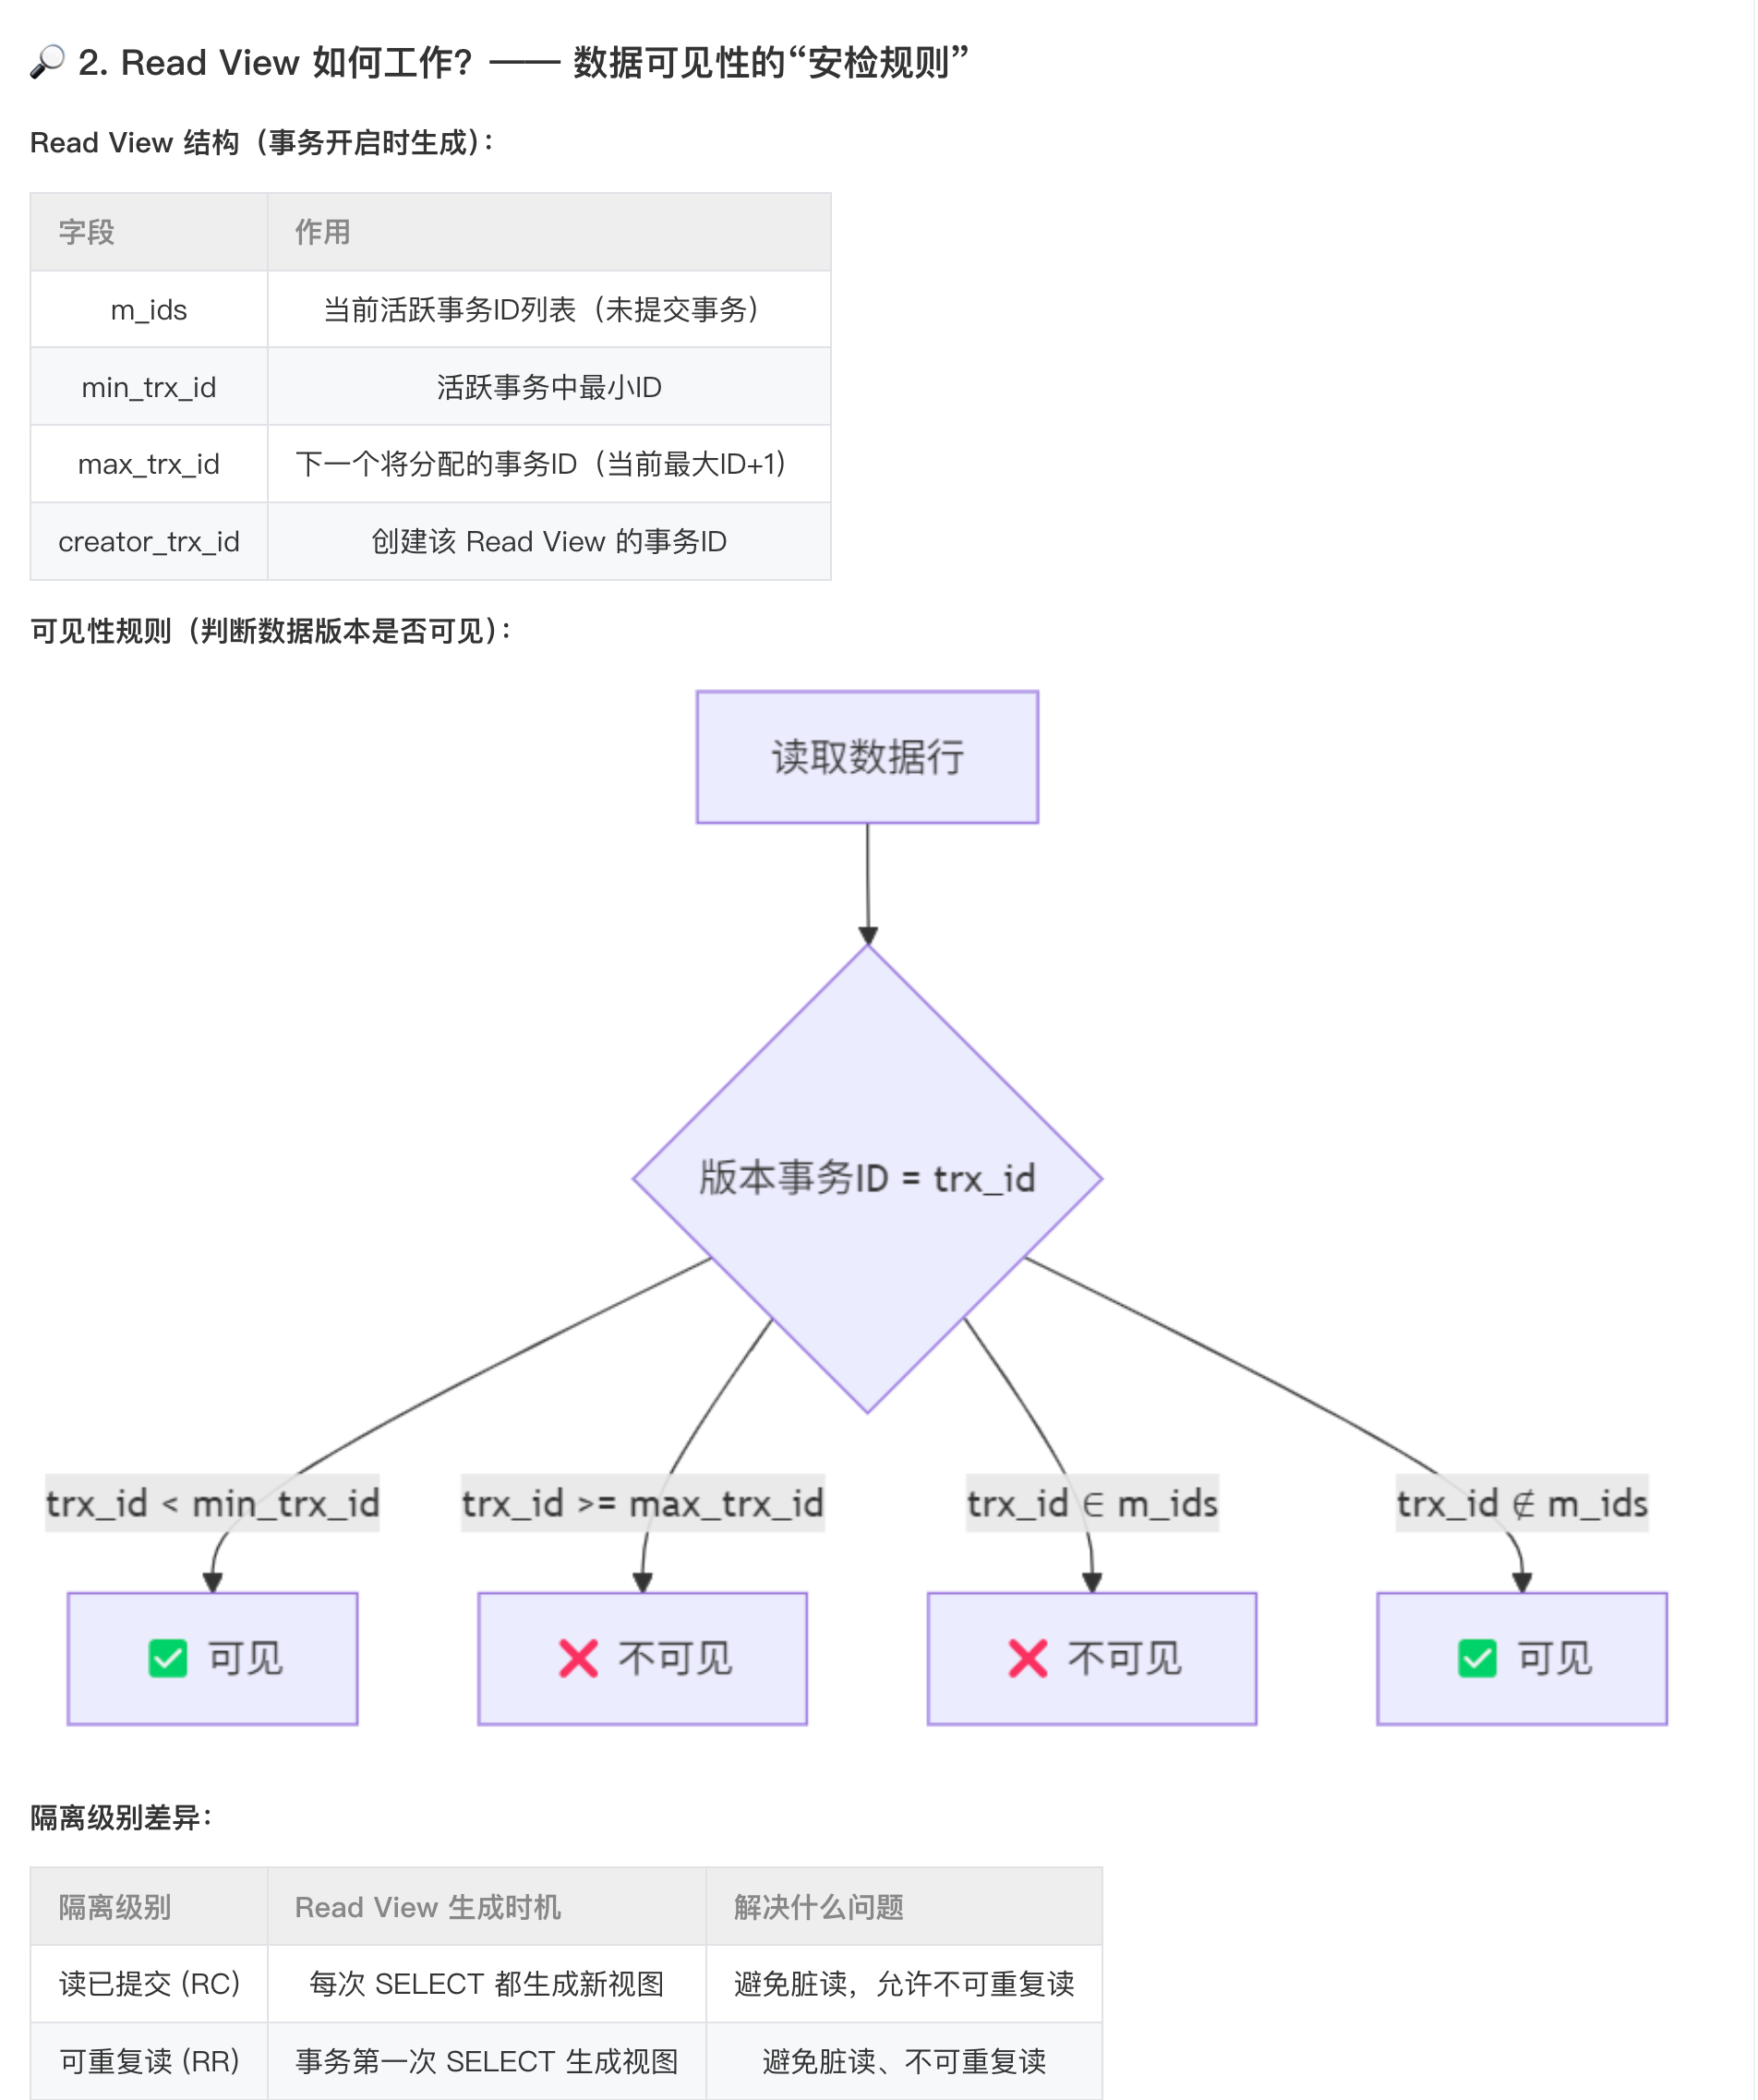 🔎 2. Read View 如何工作？—— 数据可见性的“安检规则”
Read View 结构（事务开启时生成）：
字段 作用
m_ids 当前活跃事务ID列表（未提交事务）
min_trx_id 活跃事务中最小ID
max_trx_id 下一个将分配的事务ID（当前最大ID+1）
creator_trx_id 创建该 Read View 的事务ID
可见性规则（判断数据版本是否可见）：
读取数据行
版本事务ID = trx_id
trx_id < min_trx_id trx_id >= max_trx_id trx_id ∈ m_ids trx_id ∉ m_ids
✅ 可见 ❌ 不可见 ❌ 不可见 ✅ 可见
隔离级别差异：
隔离级别 Read View 生成时机 解决什么问题
读已提交 (RC) 每次 SELECT 都生成新视图 避免脏读，允许不可重复读
可重复读 (RR) 事务第一次 SELECT 生成视图 避免脏读、不可重复读